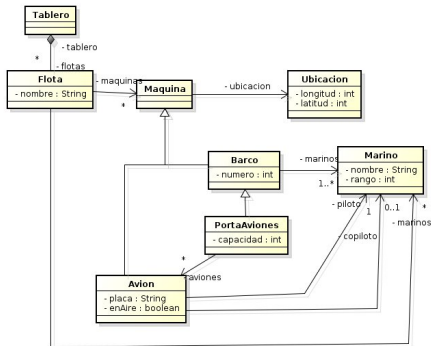 Tablero
*
- tablero
- flotas
Flota
- nombre : String
- maquinas
*
Maquina
- ubicacion
Ubicacion
- longitud : int
- latitud : int
Barco
- numero : int
- marinos
1..*
Marino
- nombre : String
- rango : int
- piloto
1
0..1
*
- marinos
- copiloto
PortaAviones
- capacidad : int
*
- aviones
Avion
- placa : String
- enAire : boolean